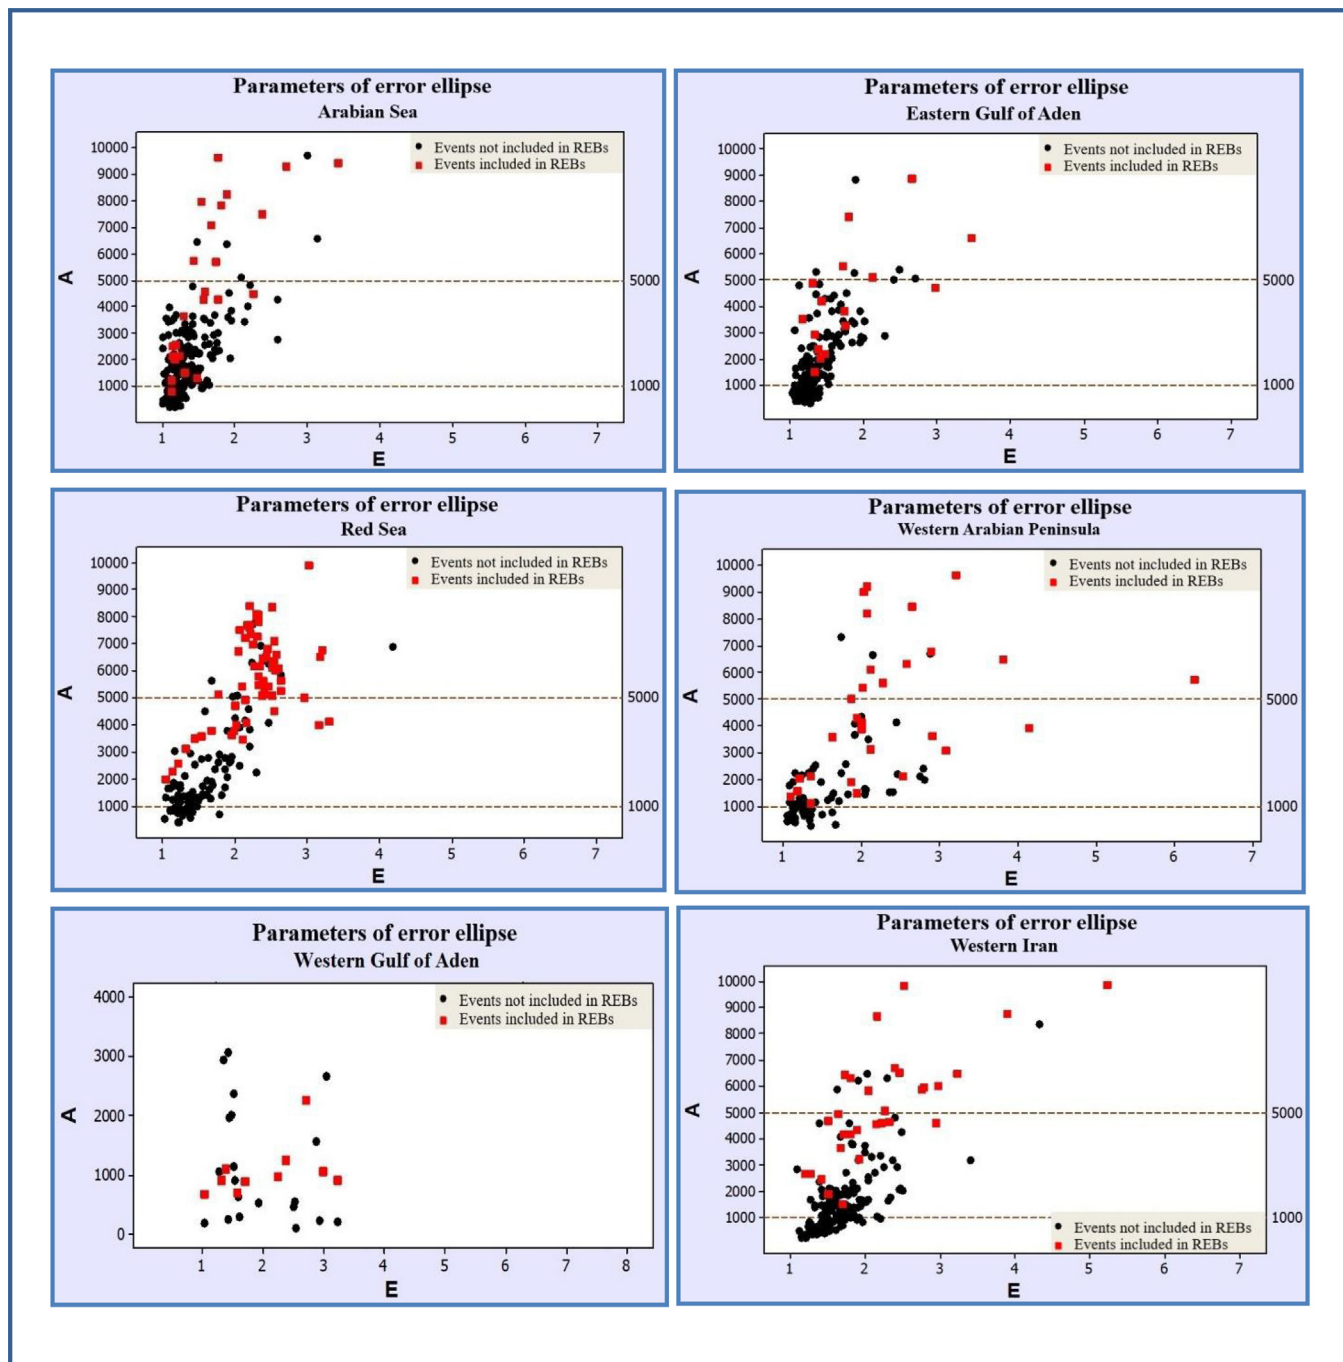 Parameters of error ellipse
Arabian Sea
Events not included in REBs
Events included in REBs
10000
9000
8000
7000
6000
5000
4000
3000
2000
1000
A
5000
1000
1 2 3 4 5 6 7
E
Parameters of error ellipse
Eastern Gulf of Aden
Events not included in REBs
Events included in REBs
10000
9000
8000
7000
6000
5000
4000
3000
2000
1000
A
5000
1000
1 2 3 4 5 6 7
E
Parameters of error ellipse
Red Sea
Events not included in REBs
Events included in REBs
10000
9000
8000
7000
6000
5000
4000
3000
2000
1000
A
5000
1000
1 2 3 4 5 6 7
E
Parameters of error ellipse
Western Arabian Peninsula
Events not included in REBs
Events included in REBs
10000
9000
8000
7000
6000
5000
4000
3000
2000
1000
A
5000
1000
1 2 3 4 5 6 7
E
Parameters of error ellipse
Western Gulf of Aden
Events not included in REBs
Events included in REBs
4000
3000
2000
1000
0
A
1 2 3 4 5 6 7 8
E
Parameters of error ellipse
Western Iran
10000
9000
8000
7000
6000
5000
4000
3000
2000
1000
A
5000
1000
Events not included in REBs
Events included in REBs
1 2 3 4 5 6 7
E